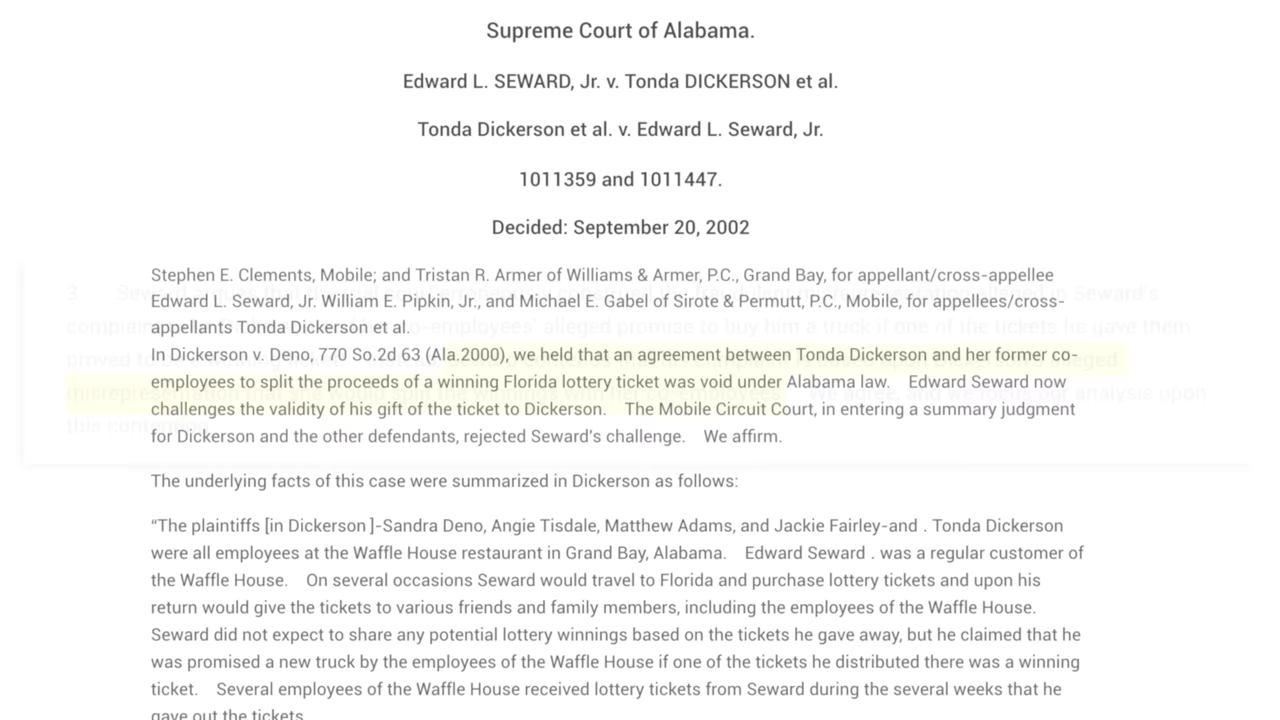 Supreme Court of Alabama.
Edward L. SEWARD, Jr. v. Tonda DICKERSON et al.
Tonda Dickerson et al. v. Edward L. Seward, Jr.
1011359 and 1011447.
Decided: September 20, 2002
Stephen E. Clements, Mobile; and Tristan R. Armer of Williams & Armer, P.C., Grand Bay, for appellant/cross-appellee
Edward L. Seward, Jr. William E. Pipkin, Jr., and Michael E. Gabel of Sirote & Permutt, P.C., Mobile, for appellees/cross-
appellants Tonda Dickerson et al.
In Dickerson v. Deno, 770 So.2d 63 (Ala.2000), we held that an agreement between Tonda Dickerson and her former co-
employees to split the proceeds of a winning Florida lottery ticket was void under Alabama law. Edward Seward now
challenges the validity of his gift of the ticket to Dickerson. The Mobile Circuit Court, in entering a summary judgment
for Dickerson and the other defendants, rejected Seward's challenge. We affirm.
The underlying facts of this case were summarized in Dickerson as follows:
“The plaintiffs [in Dickerson ]-Sandra Deno, Angie Tisdale, Matthew Adams, and Jackie Fairley-and . Tonda Dickerson
were all employees at the Waffle House restaurant in Grand Bay, Alabama. Edward Seward . was a regular customer of
the Waffle House. On several occasions Seward would travel to Florida and purchase lottery tickets and upon his
return would give the tickets to various friends and family members, including the employees of the Waffle House.
Seward did not expect to share any potential lottery winnings based on the tickets he gave away, but he claimed that he
was promised a new truck by the employees of the Waffle House if one of the tickets he distributed there was a winning
ticket. Several employees of the Waffle House received lottery tickets from Seward during the several weeks that he
gave out the tickets.